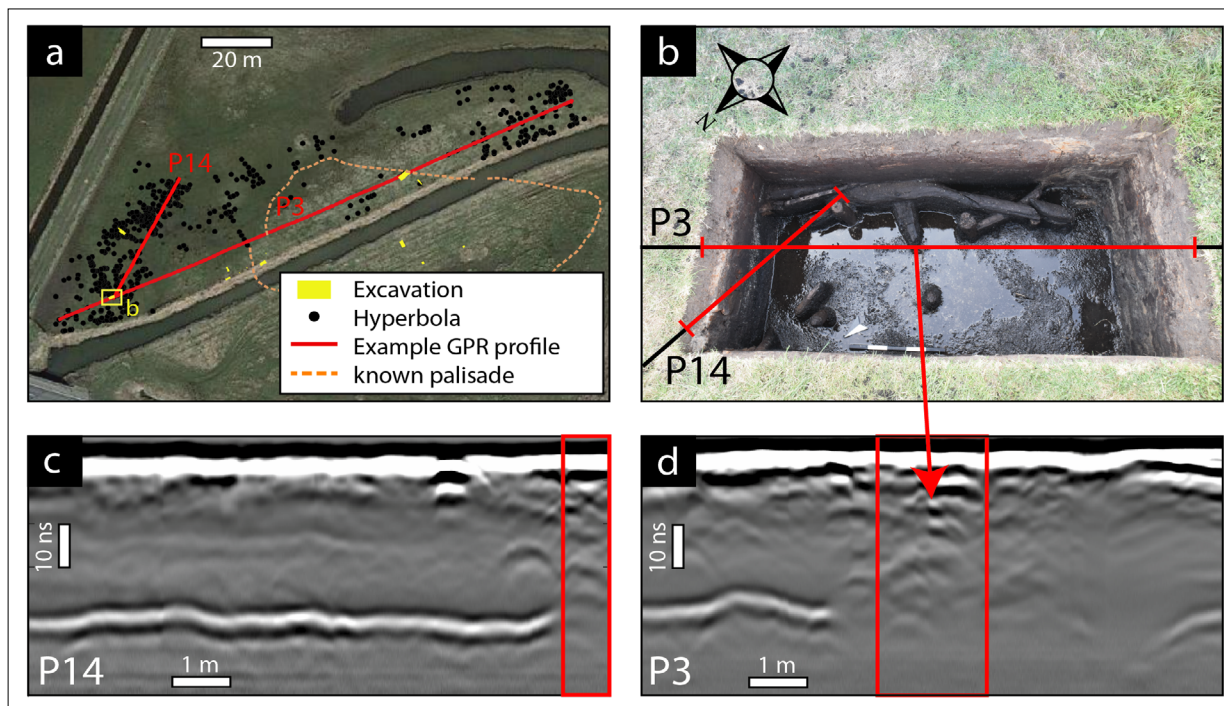 a
20 m
P14
P3
b
Excavation
Hyperbola
Example GPR profile
known palisade
b
N
P3
P14
c
10 ns
1 m
P14
d
10 ns
1 m
P3